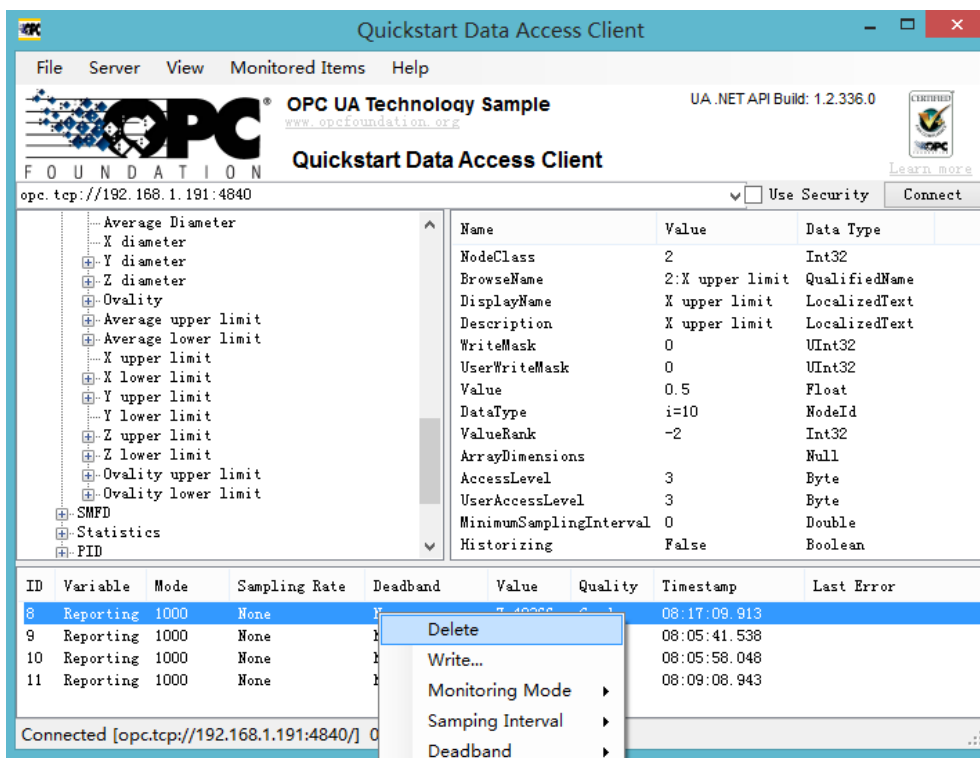 Quickstart Data Access Client
File Server View Monitored Items Help
OPC
FOUNDATION
OPC UA Technology Sample
www.opcfoundation.org
Quickstart Data Access Client
UA .NET API Build: 1.2.336.0
CERTIFIED
OPC
Learn more
opc.tcp://192.168.1.191:4840
Use Security
Connect
Average Diameter
X diameter
Y diameter
Z diameter
Ovality
Average upper limit
Average lower limit
X upper limit
X lower limit
Y upper limit
Y lower limit
Z upper limit
Z lower limit
Ovality upper limit
Ovality lower limit
SMFD
Statistics
PID
Name Value Data Type
NodeClass 2 Int32
BrowseName 2:X upper limit QualifiedName
DisplayName X upper limit LocalizedText
Description X upper limit LocalizedText
WriteMask 0 UInt32
UserWriteMask 0 UInt32
Value 0.5 Float
DataType i=10 NodeId
ValueRank -2 Int32
ArrayDimensions Null
AccessLevel 3 Byte
UserAccessLevel 3 Byte
MinimumSamplingInterval 0 Double
Historizing False Boolean
ID Variable Mode Sampling Rate Deadband Value Quality Timestamp Last Error
8 Reporting 1000 None 08:17:09.913
9 Reporting 1000 None 08:05:41.538
10 Reporting 1000 None 08:05:58.048
11 Reporting 1000 None 08:09:08.943
Delete
Write...
Monitoring Mode
Samping Interval
Deadband
Connected [opc.tcp://192.168.1.191:4840/] 0